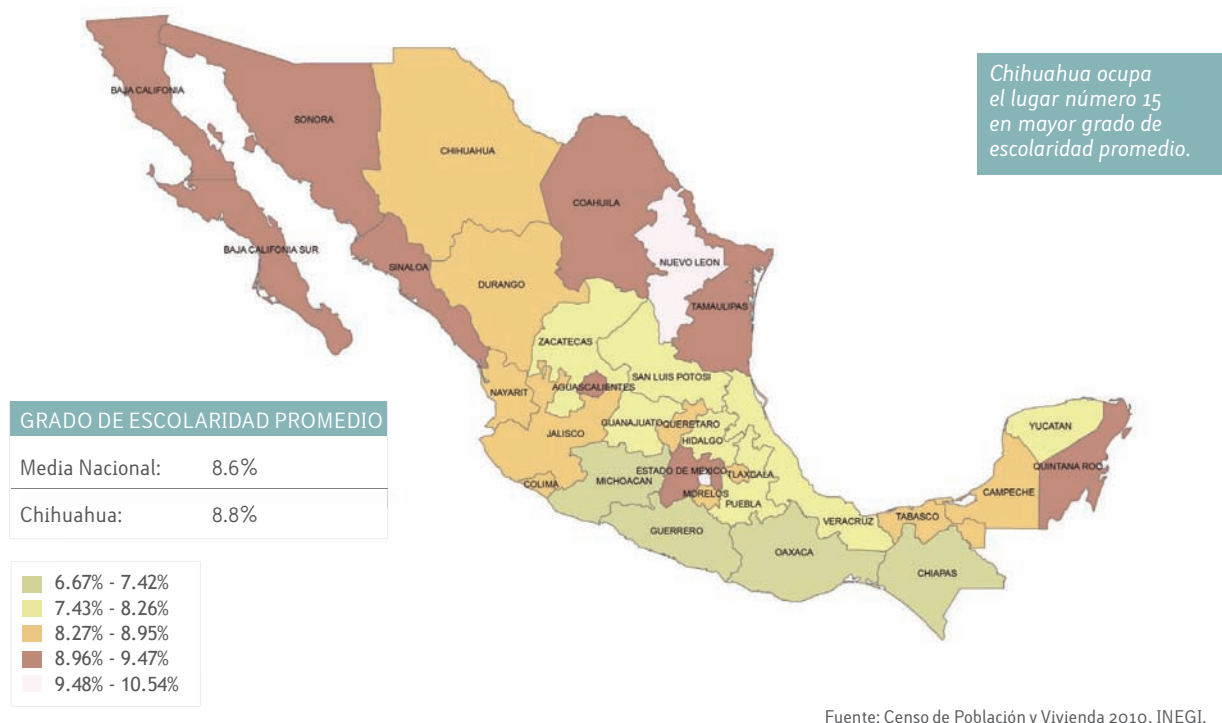 Chihuahua ocupa
el lugar número 15
en mayor grado de
escolaridad promedio.
BAJA CALIFONIA
SONORA
CHIHUAHUA
COAHUILA
BAJA CALIFONIA SUR
SINALOA
NUEVO LEON
DURANGO
TAMAULIPAS
ZACATECAS
SAN LUIS POTOSI
AGUASCALIENTES
NAYARIT
GUANAJUATO
QUERETARO
JALISCO
HIDALGO
YUCATAN
ESTADO DE MEXICO
TLAXCALA
QUINTANA ROO
MICHOACAN
COLIMA
MORELOS
PUEBLA
CAMPECHE
VERACRUZ
TABASCO
GUERRERO
OAXACA
CHIAPAS
GRADO DE ESCOLARIDAD PROMEDIO
Media Nacional: 8.6%
Chihuahua: 8.8%
6.67% - 7.42%
7.43% - 8.26%
8.27% - 8.95%
8.96% - 9.47%
9.48% - 10.54%
Fuente: Censo de Población y Vivienda 2010. INEGI.